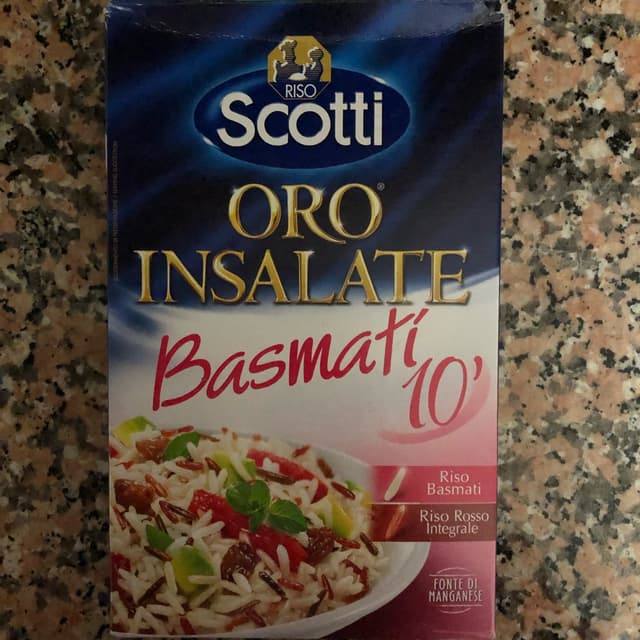 RISO
Scotti
ORO®
INSALATE
Basmati
10'
Riso
Basmati
Riso Rosso
Integrale
FONTE DI
MANGANESE